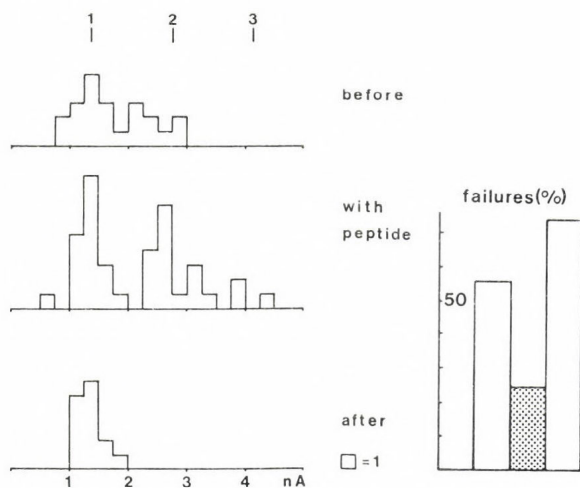 1 2 3
before
with
peptide
failures(%)
50
after
=1
1 2 3 4 nA